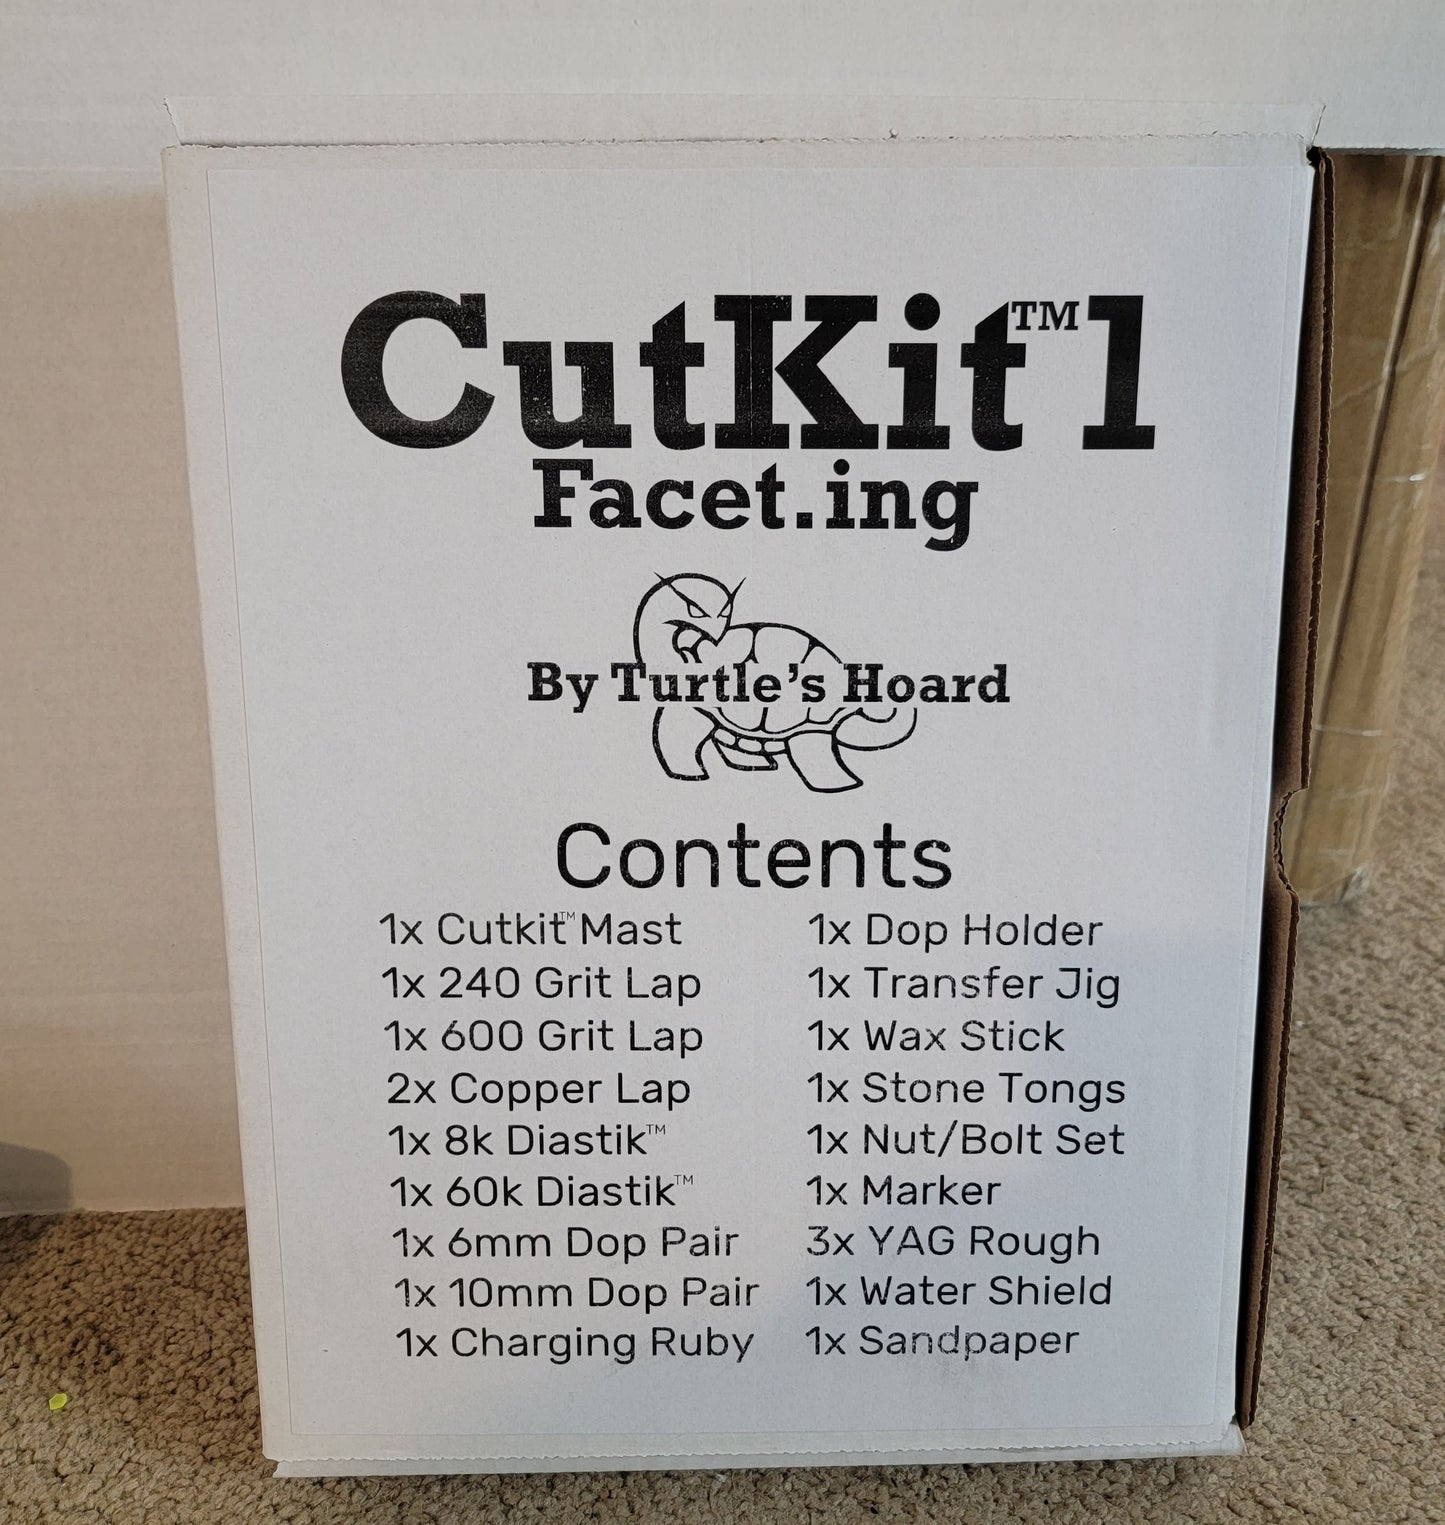 CutKit™1
Facet.ing
By Turtle's Hoard
Contents
1x Cutkit™ Mast
1x 240 Grit Lap
1x 600 Grit Lap
2x Copper Lap
1x 8k Diastik™
1x 60k Diastik™
1x 6mm Dop Pair
1x 10mm Dop Pair
1x Charging Ruby
1x Dop Holder
1x Transfer Jig
1x Wax Stick
1x Stone Tongs
1x Nut/Bolt Set
1x Marker
3x YAG Rough
1x Water Shield
1x Sandpaper